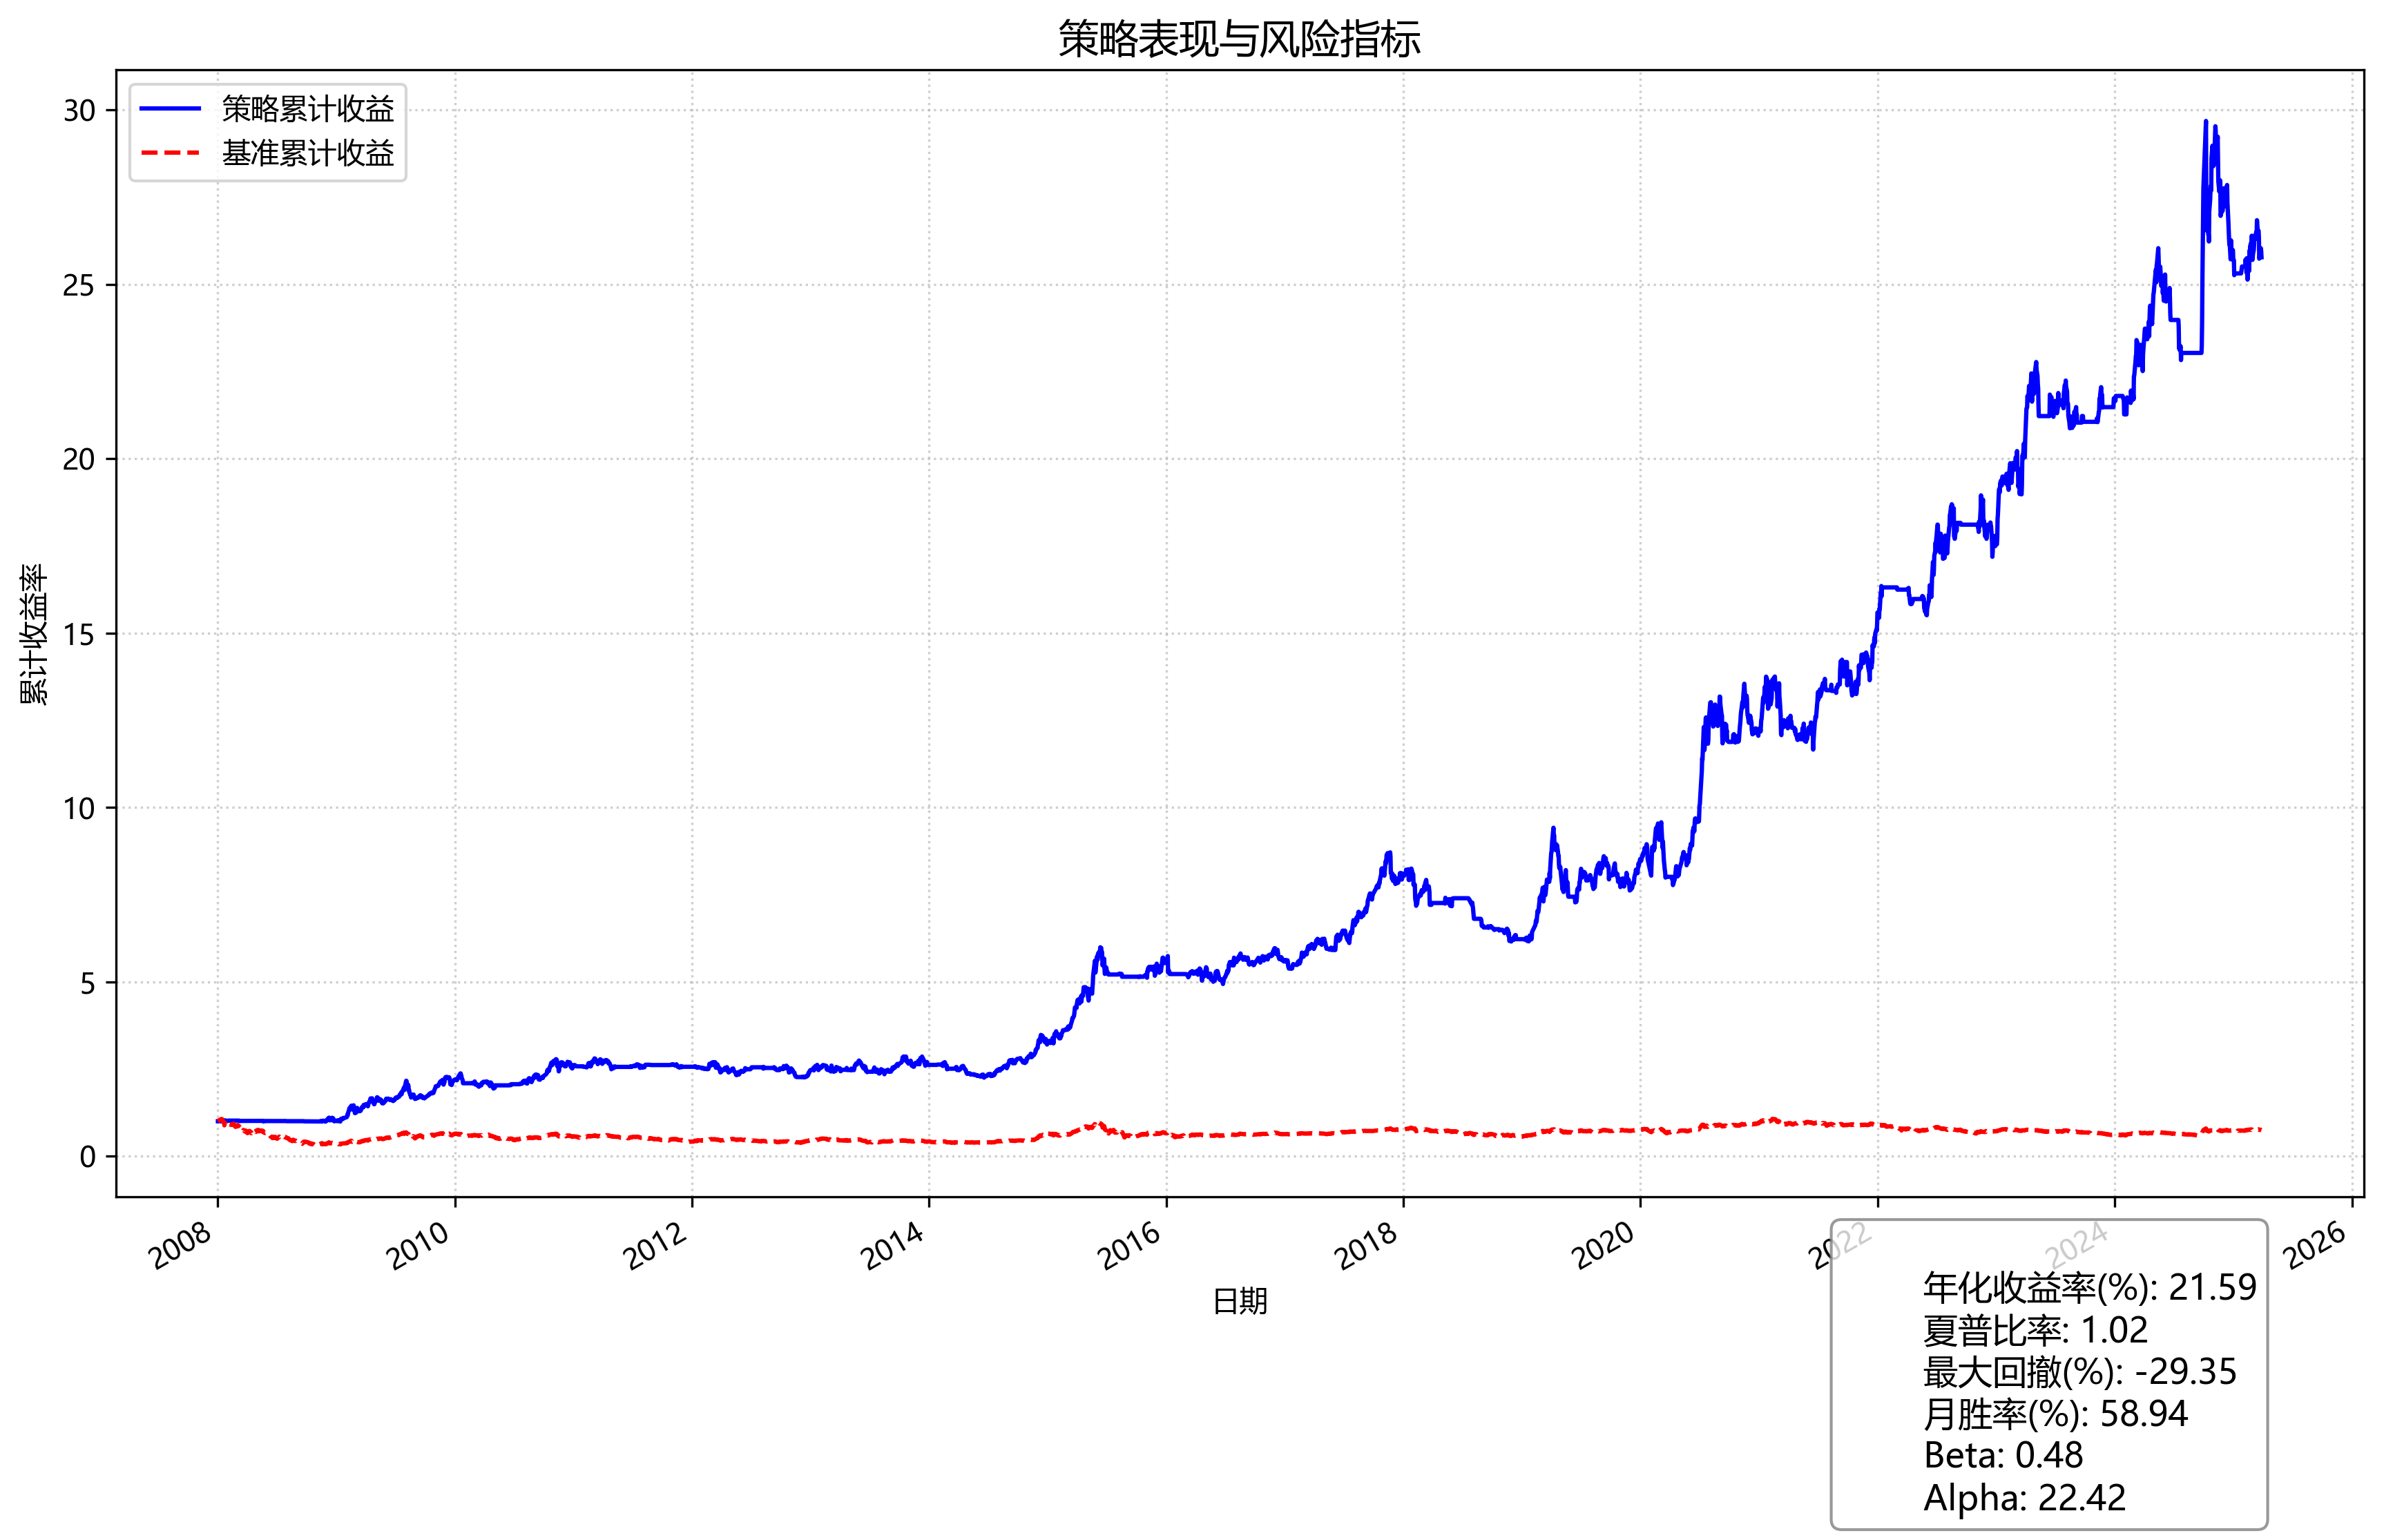 策略表现与风险指标
策略累计收益
基准累计收益
累计收益率
30
25
20
15
10
5
0
2008
2010
2012
2014
2016
2018
2020
2022
2024
2026
日期
年化收益率(%): 21.59
夏普比率: 1.02
最大回撤(%): -29.35
月胜率(%): 58.94
Beta: 0.48
Alpha: 22.42